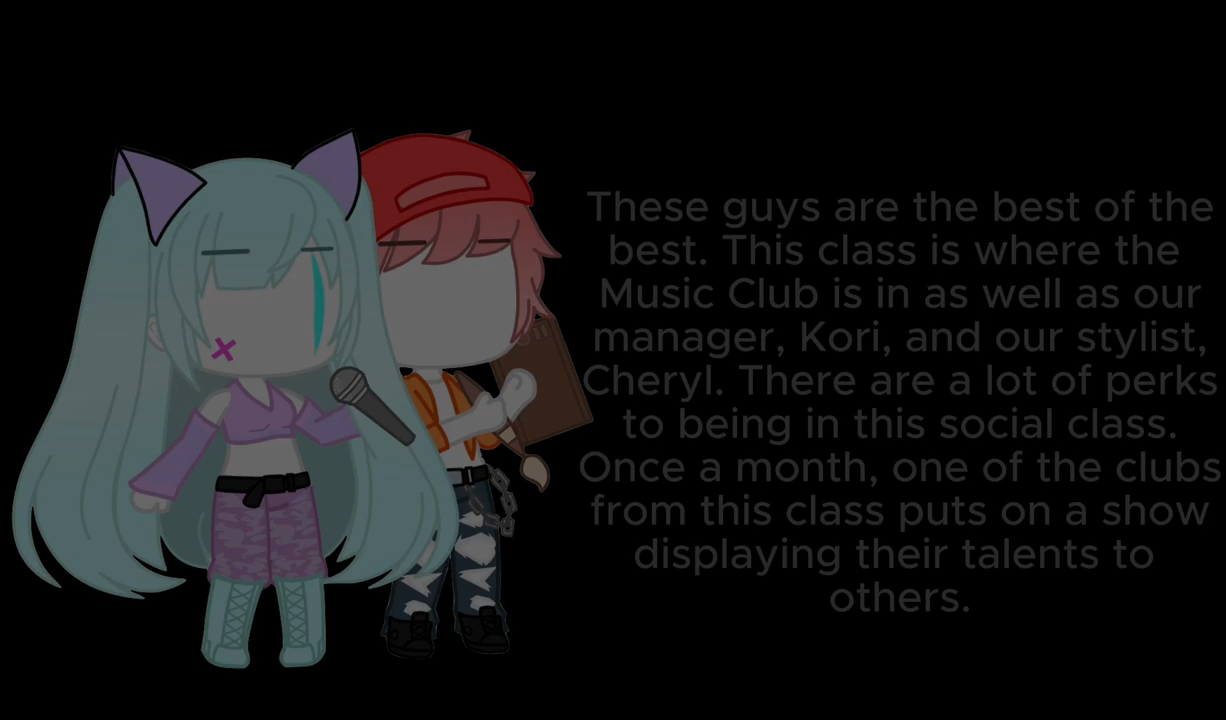 These guys are the best of the
best. This class is where the
Music Club is in as well as our
manager, Kori, and our stylist,
Cheryl. There are a lot of perks
to being in this social class.
Once a month, one of the clubs
from this class puts on a show
displaying their talents to
others.